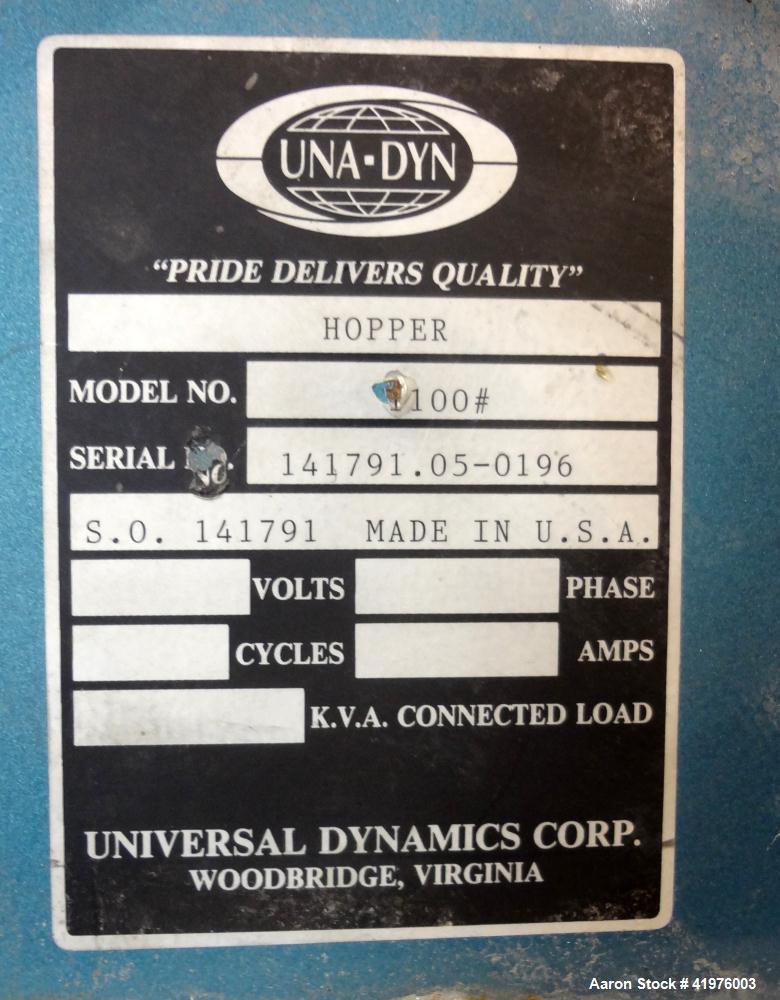 UNA-DYN
“PRIDE DELIVERS QUALITY”
HOPPER
MODEL NO. 1100#
SERIAL NO. 141791.05-0196
S.O. 141791 MADE IN U.S.A.
VOLTS PHASE
CYCLES AMPS
K.V.A. CONNECTED LOAD
UNIVERSAL DYNAMICS CORP.
WOODBRIDGE, VIRGINIA
Aaron Stock # 41976003